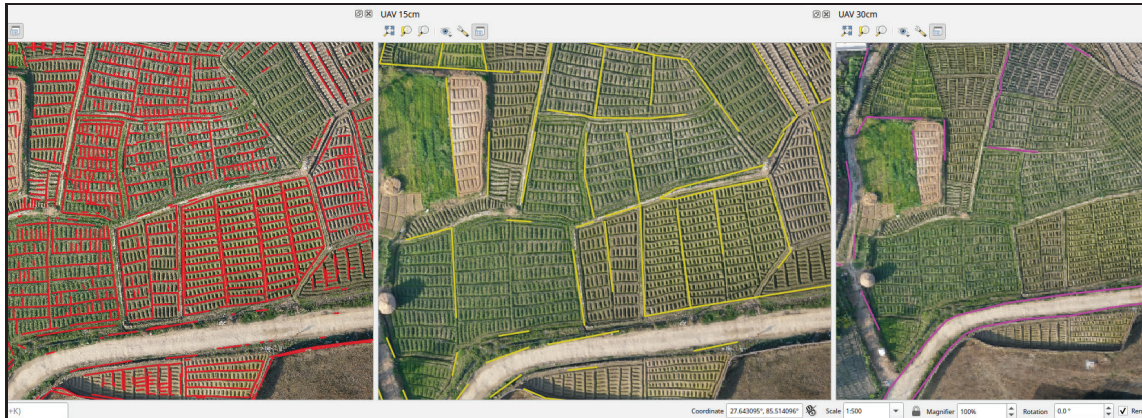 UAV 15cm
UAV 30cm
+K)
Coordinate 27.643095°, 85.514096° Scale 1:500 Magnifier 100% Rotation 0.0 °